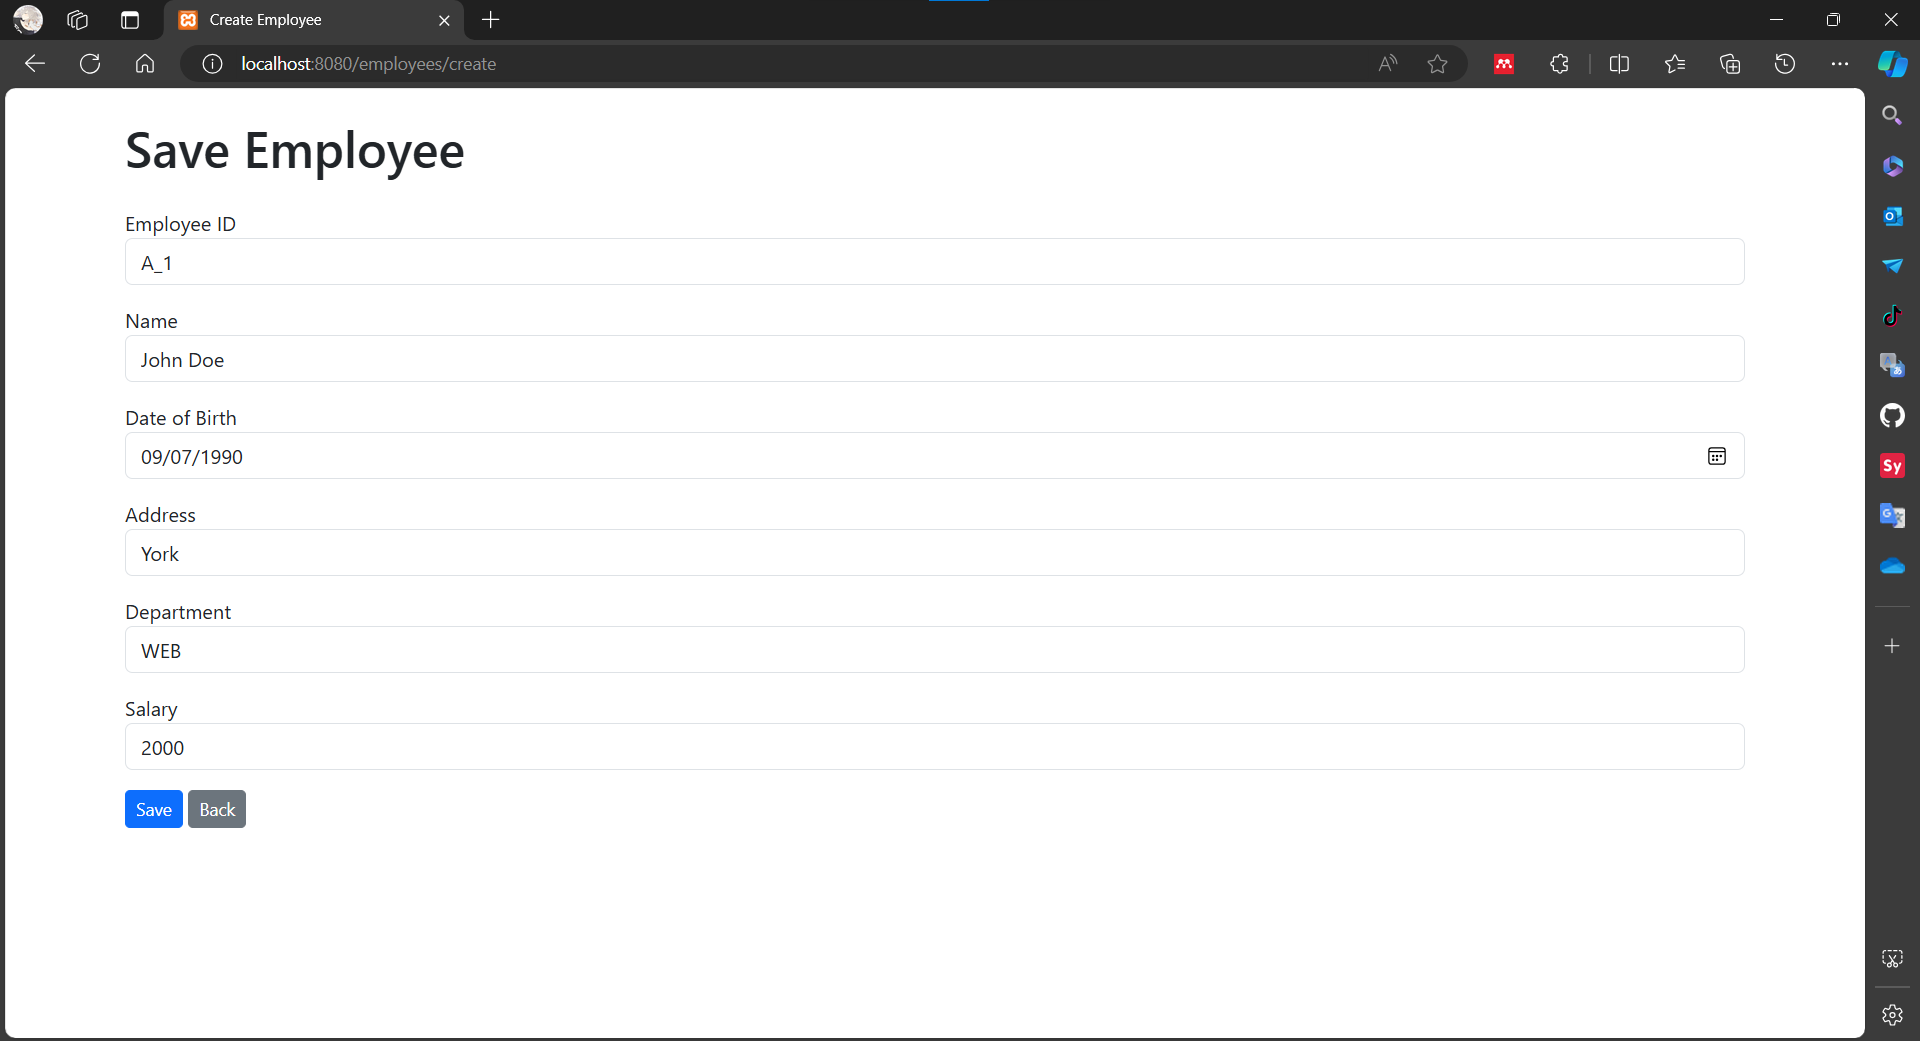 Create Employee
localhost:8080/employees/create
Save Employee
Employee ID
A_1
Name
John Doe
Date of Birth
09/07/1990
Address
York
Department
WEB
Salary
2000
Save Back
Sy